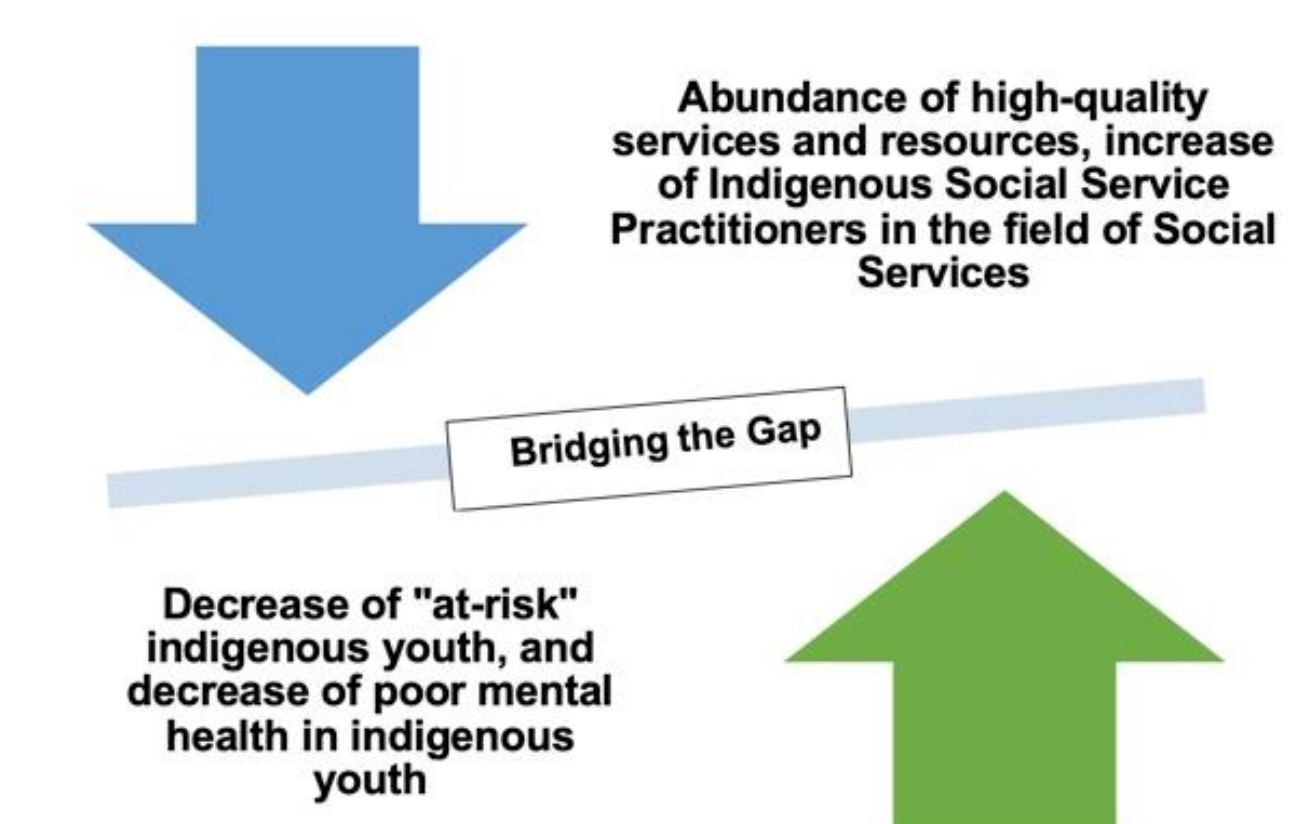 Abundance of high-quality
services and resources, increase
of Indigenous Social Service
Practitioners in the field of Social
Services
Bridging the Gap
Decrease of "at-risk"
indigenous youth, and
decrease of poor mental
health in indigenous
youth